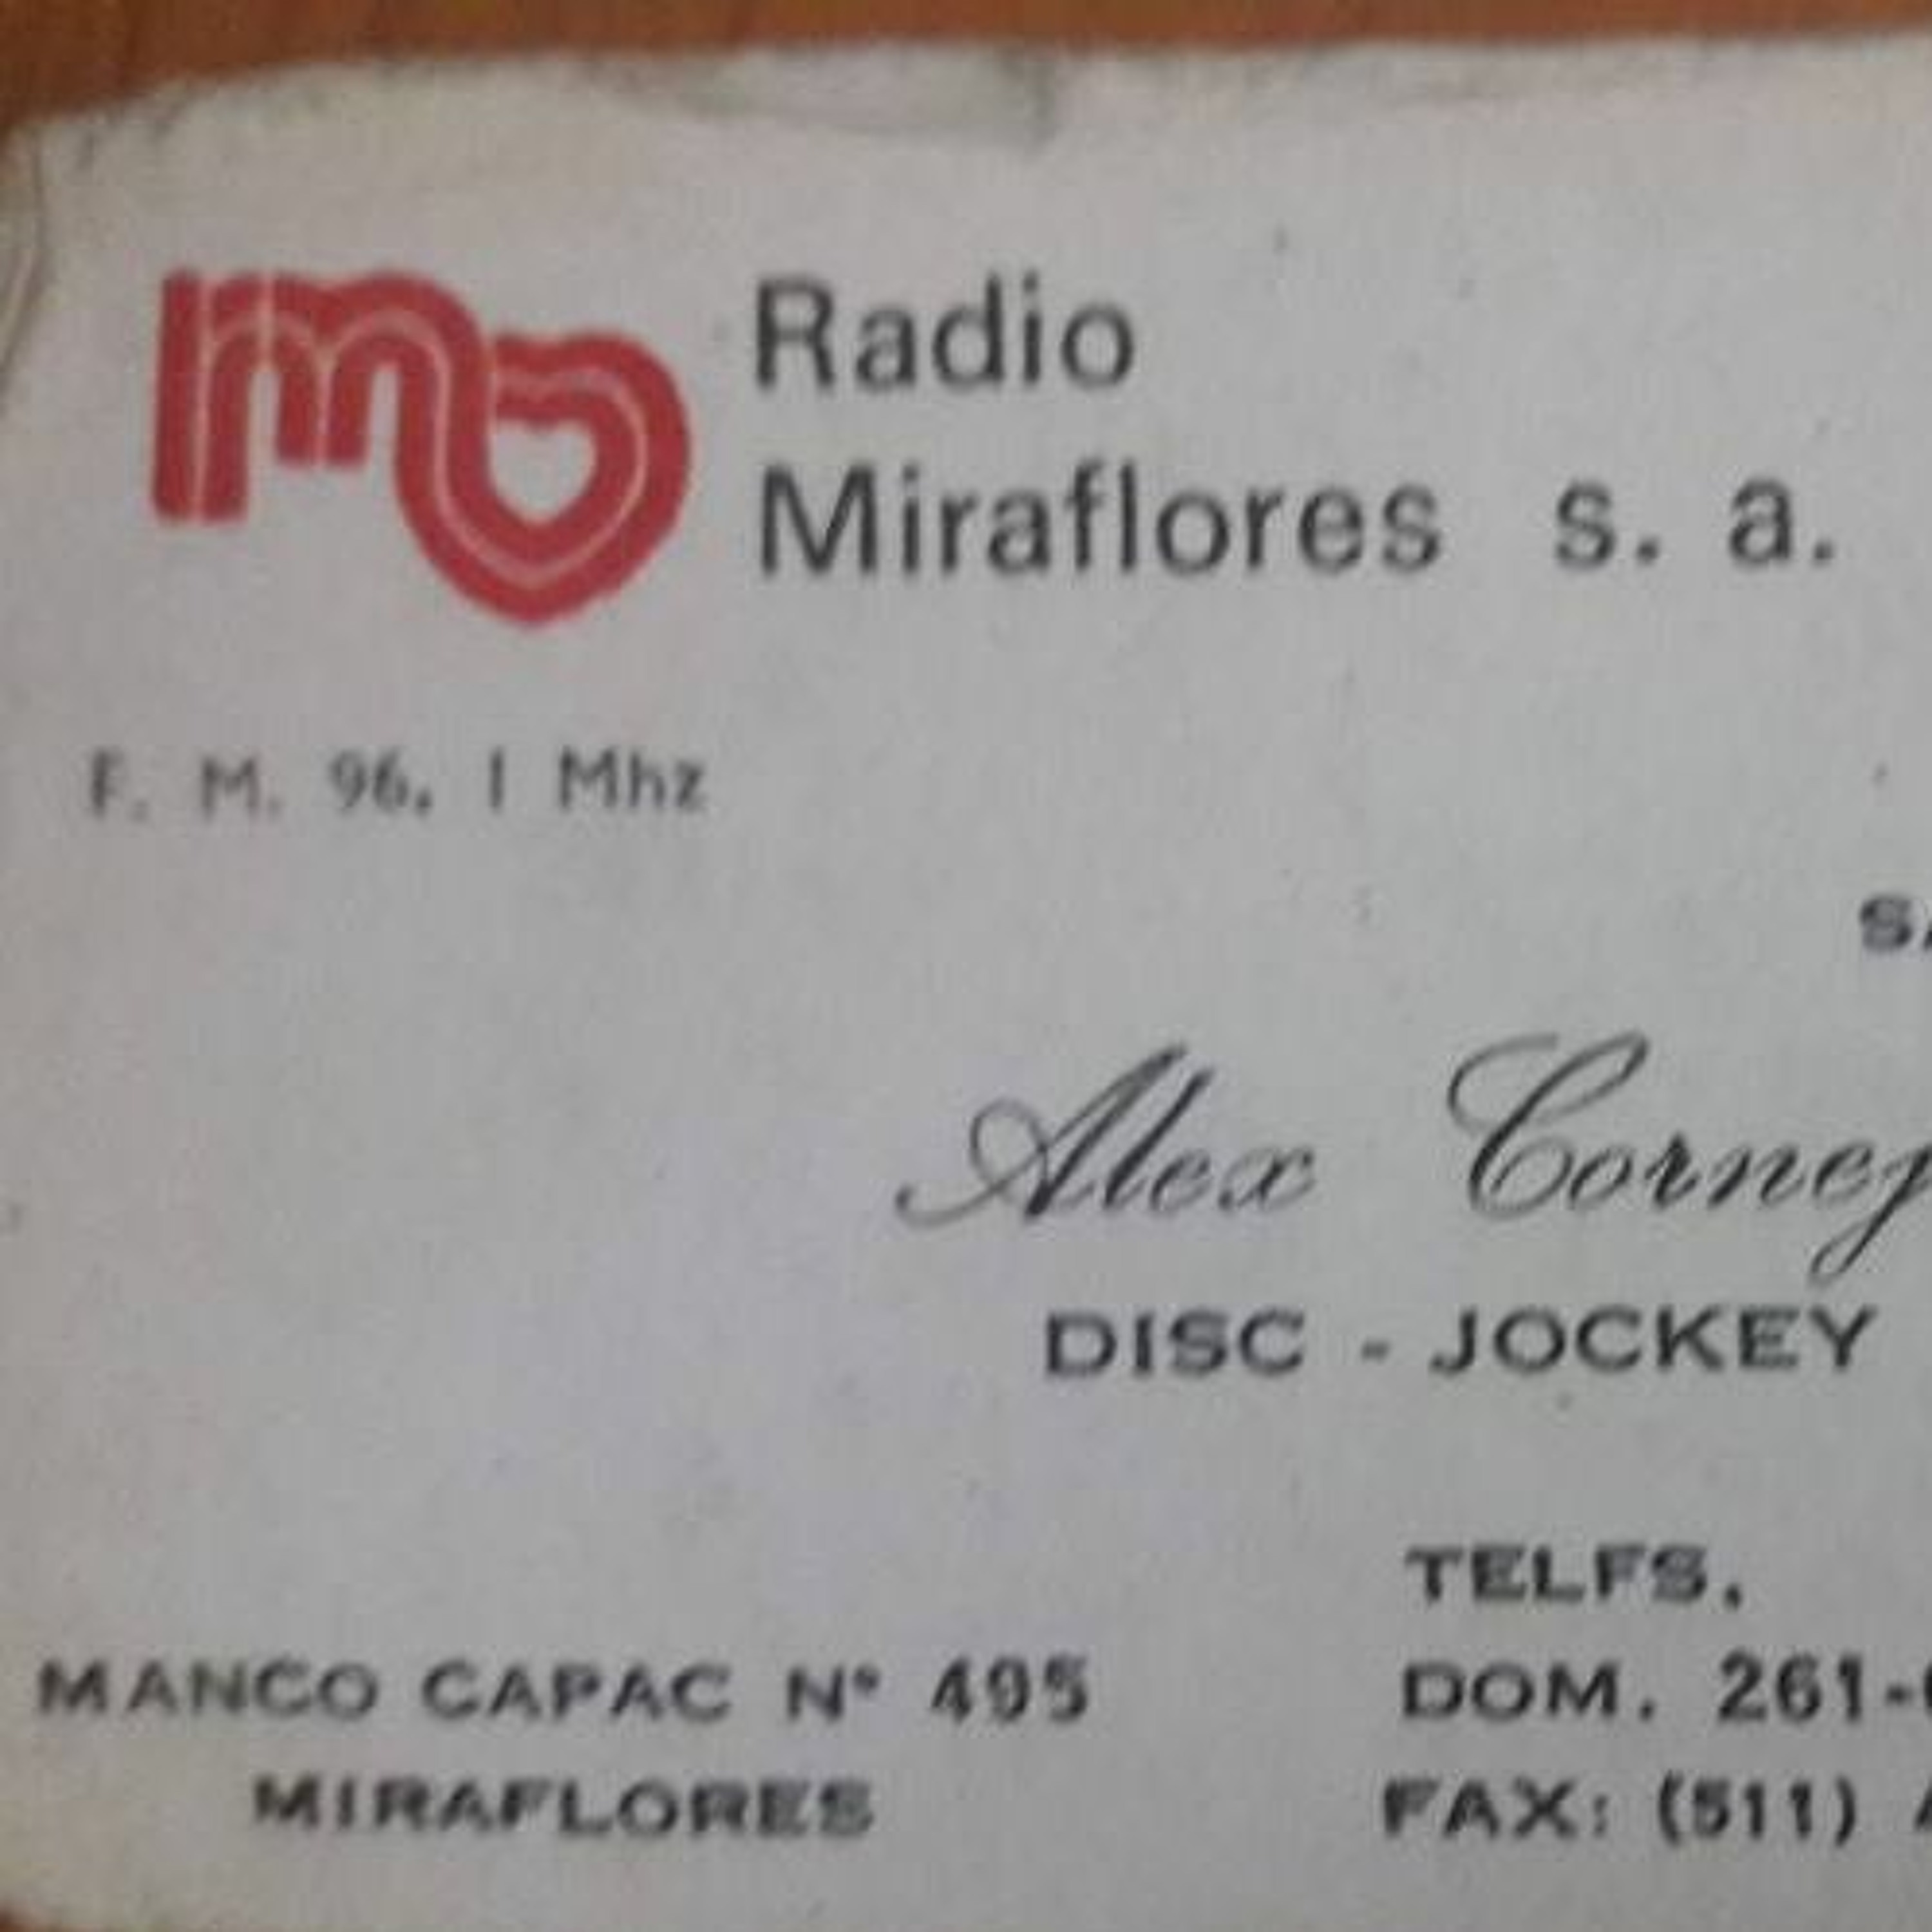 Radio
Miraflores s. a.
F. M. 96. 1 Mhz
Alex
DISC - JOCKEY
TELFS.
MANCO CAPAC Nº 495
DOM. 261-
MIRAFLORES
FAX: (511)